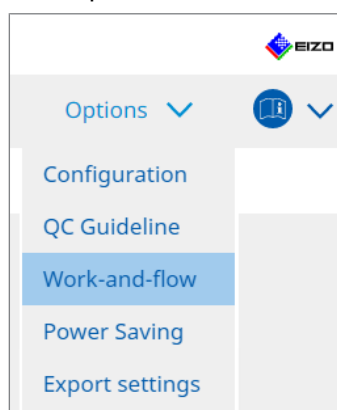 EIZO
Options
Configuration
QC Guideline
Work-and-flow
Power Saving
Export settings